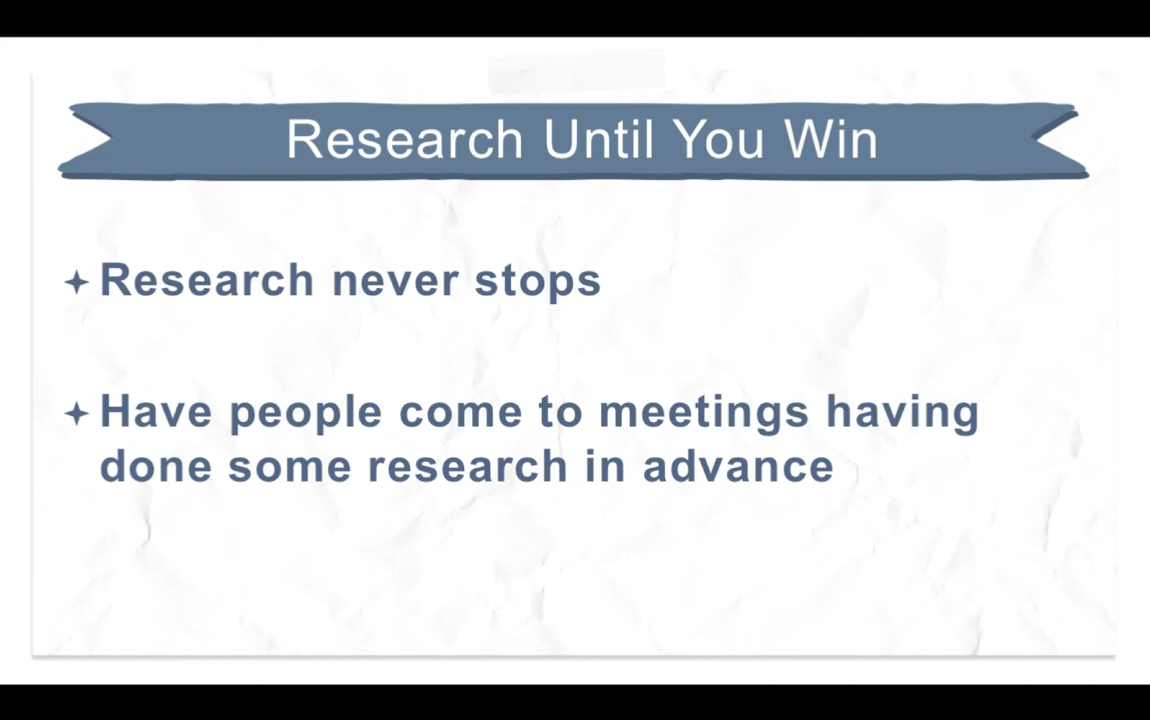 Research Until You Win
Research never stops
Have people come to meetings having
done some research in advance